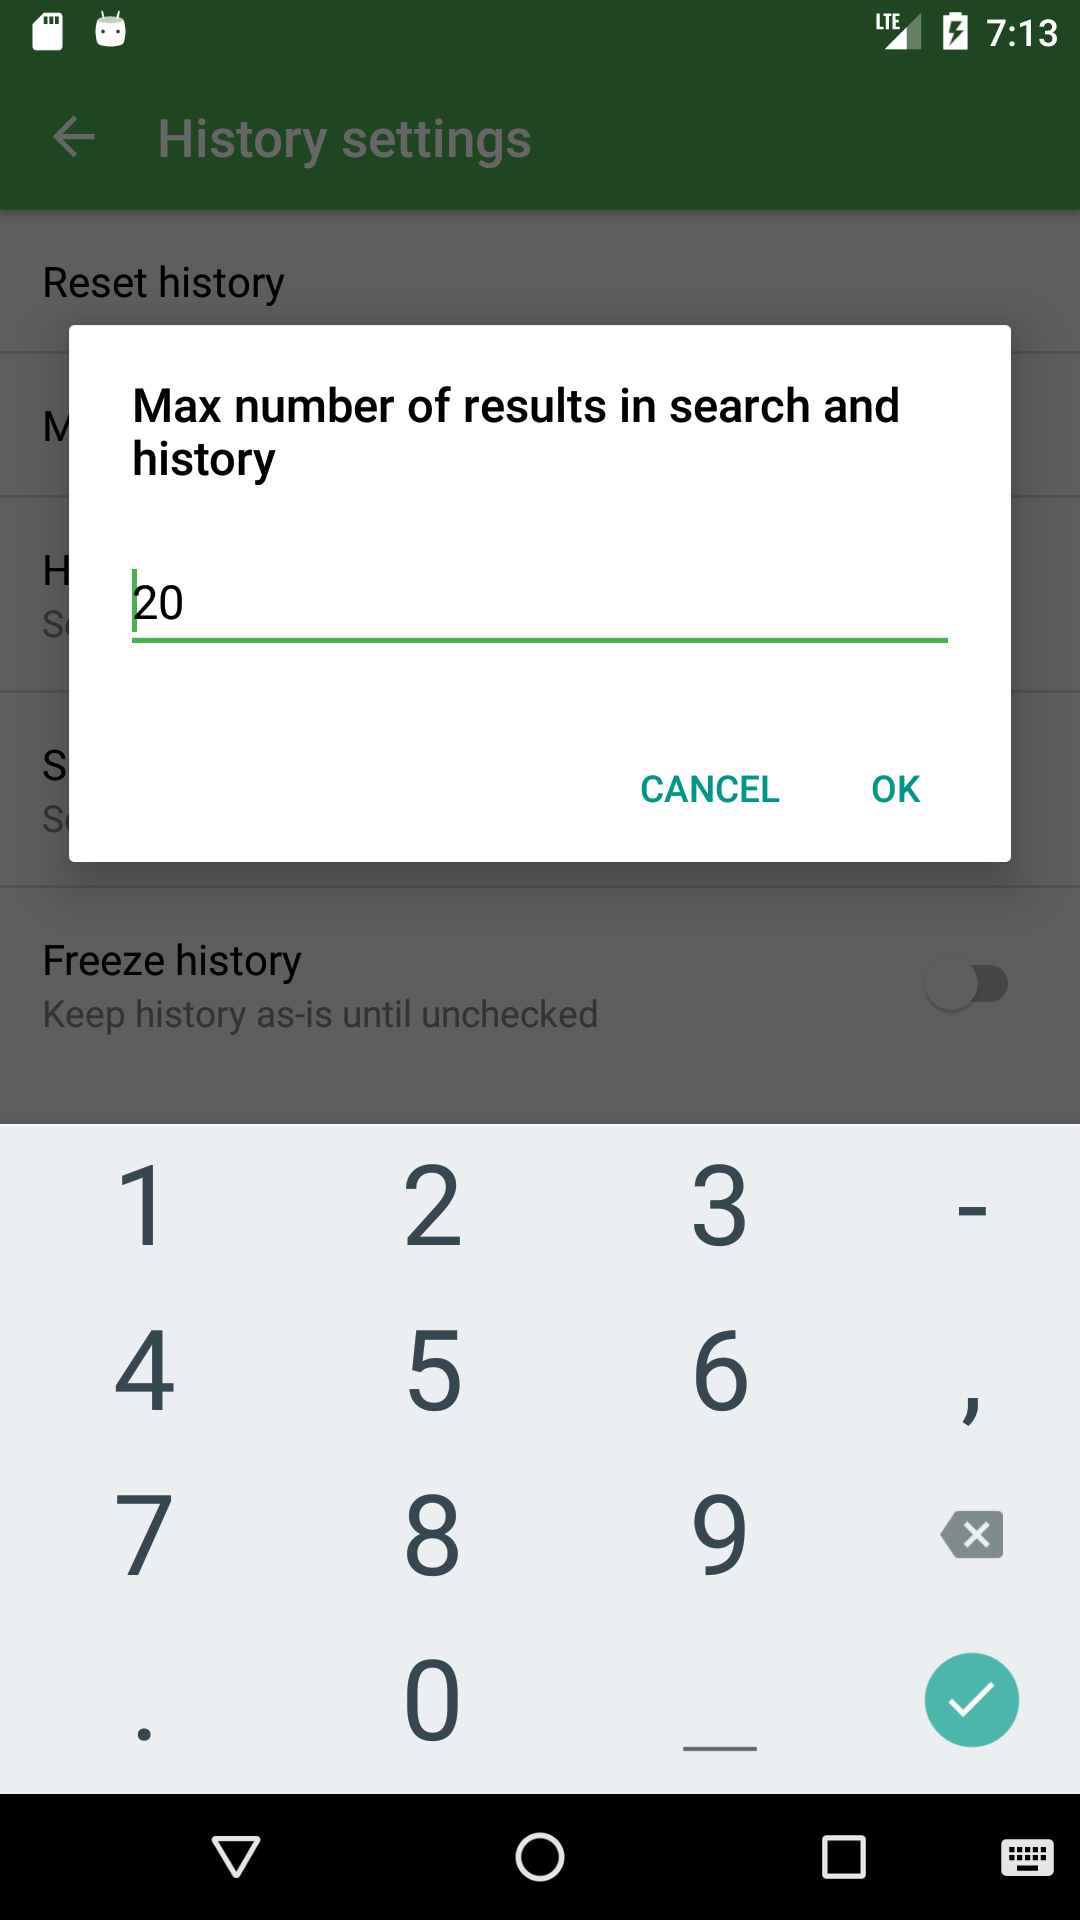 LTE 7:13
History settings
Reset history
Max number of results in search and
history
20
CANCEL OK
Freeze history
Keep history as-is until unchecked
1 2 3 -
4 5 6 ,
7 8 9
. 0 _